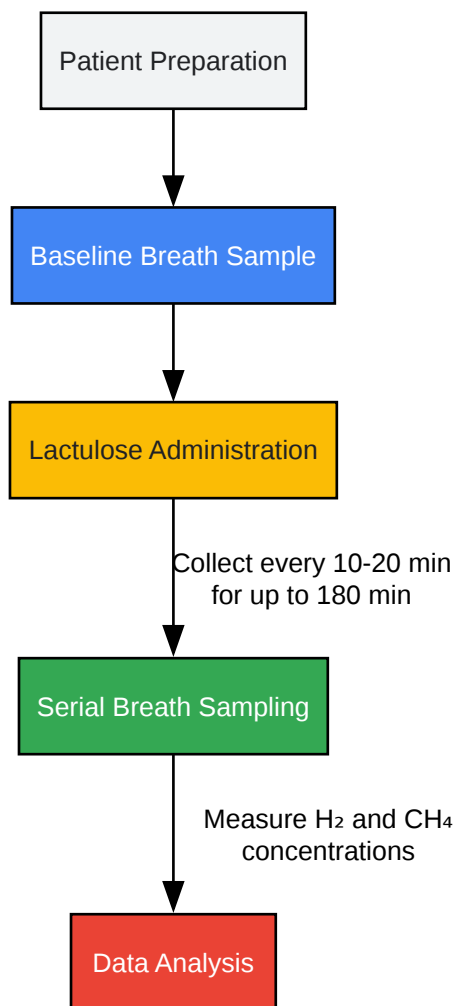 Patient Preparation
Baseline Breath Sample
Lactulose Administration
Collect every 10-20 min
for up to 180 min
Serial Breath Sampling
Measure H₂ and CH₄
concentrations
Data Analysis